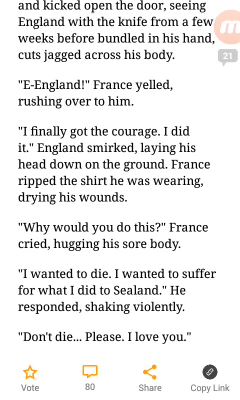 and kicked open the door, seeing
England with the knife from a few
weeks before bundled in his hand,
cuts jagged across his body.
"E-England!" France yelled,
rushing over to him.
"I finally got the courage. I did
it." England smirked, laying his
head down on the ground. France
ripped the shirt he was wearing,
drying his wounds.
"Why would you do this?" France
cried, hugging his sore body.
"I wanted to die. I wanted to suffer
for what I did to Sealand." He
responded, shaking violently.
"Don't die... Please. I love you."
21
Vote
80
Share
Copy Link